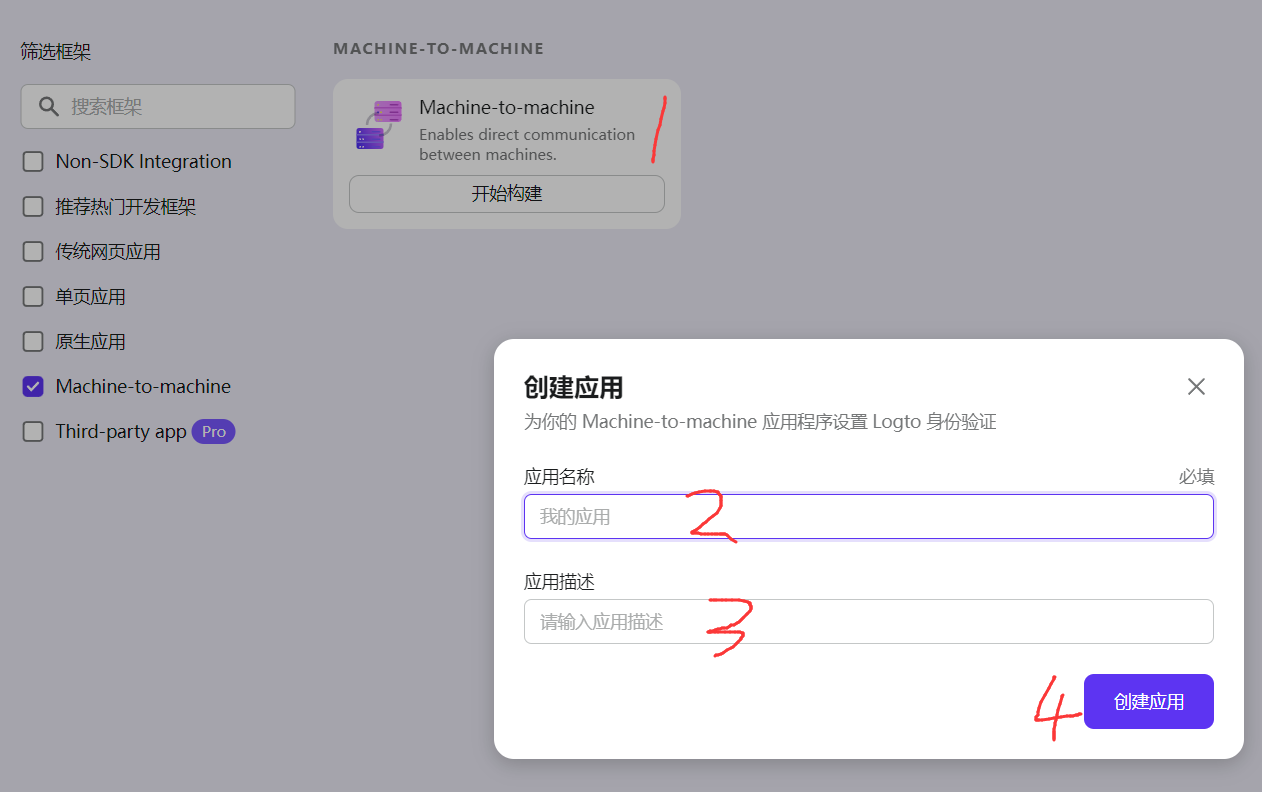 筛选框架
搜索框架
Non-SDK Integration
推荐热门开发框架
传统网页应用
单页应用
原生应用
Machine-to-machine
Third-party app Pro
MACHINE-TO-MACHINE
Machine-to-machine
Enables direct communication
between machines.
1
开始构建
创建应用
为你的 Machine-to-machine 应用程序设置 Logto 身份验证
应用名称 必填
我的应用 2
应用描述
请输入应用描述 3
4 创建应用